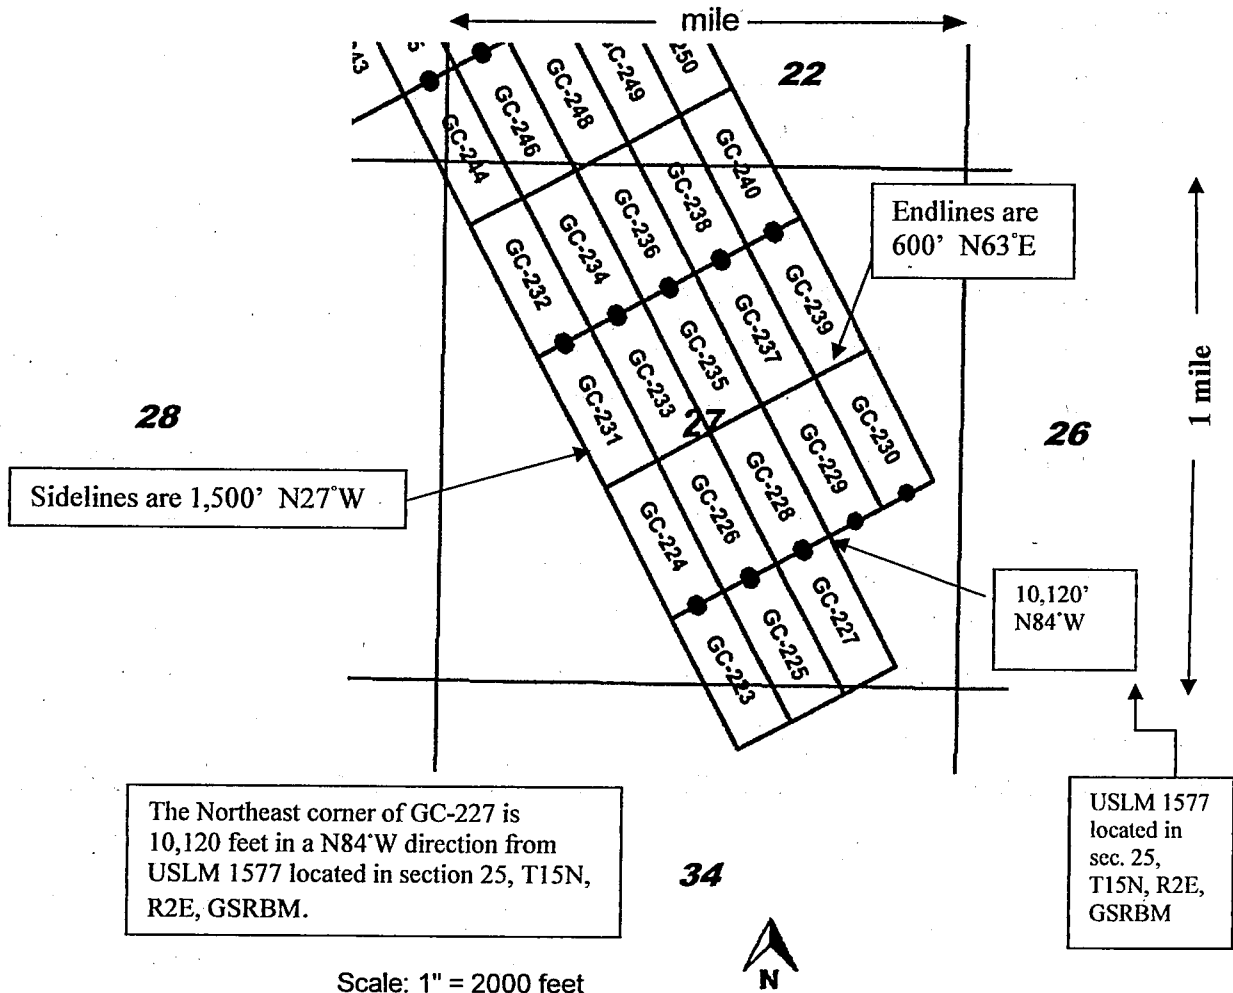 mile
22
A3
5
GC-249
250
GC-248
GC-246
GC-244
GC-240
GC-238
GC-236
GC-234
GC-232
Endlines are
600' N63°E
GC-239
GC-237
GC-235
GC-233
GC-231
1 mile
28
27
26
GC-230
GC-229
GC-228
GC-226
GC-224
Sidelines are 1,500' N27°W
10,120'
N84°W
GC-227
GC-225
GC-223
The Northeast corner of GC-227 is
10,120 feet in a N84°W direction from
USLM 1577 located in section 25, T15N,
R2E, GSRBM.
34
USLM 1577
located in
sec. 25,
T15N, R2E,
GSRBM
N
Scale: 1" = 2000 feet